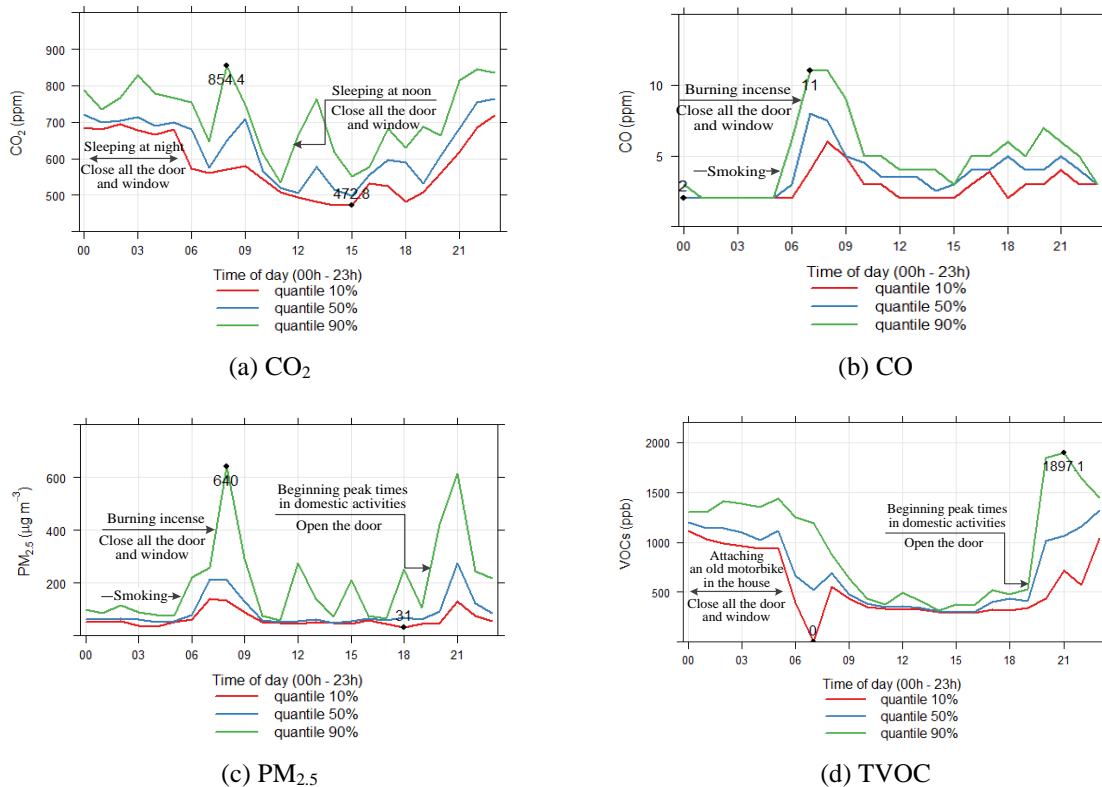 900
800
700
600
500
CO2 (ppm)
854.4
Sleeping at noon
Close all the door
and window
Sleeping at night
Close all the door
and window
472.8
00 03 06 09 12 15 18 21
Time of day (00h - 23h)
quantile 10%
quantile 50%
quantile 90%
(a) CO2
10
5
CO (ppm)
11
Burning incense
Close all the door
and window
Smoking
2
00 03 06 09 12 15 18 21
Time of day (00h - 23h)
quantile 10%
quantile 50%
quantile 90%
(b) CO
600
400
200
PM2.5 (µg m−3)
640
Beginning peak times
in domestic activities
Open the door
Burning incense
Close all the door
and window
Smoking
31
00 03 06 09 12 15 18 21
Time of day (00h - 23h)
quantile 10%
quantile 50%
quantile 90%
(c) PM2.5
2000
1500
1000
500
0
VOCs (ppb)
1897.1
Beginning peak times
in domestic activities
Open the door
Attaching
an old motorbike
in the house
Close all the door
and window
0
00 03 06 09 12 15 18 21
Time of day (00h - 23h)
quantile 10%
quantile 50%
quantile 90%
(d) TVOC